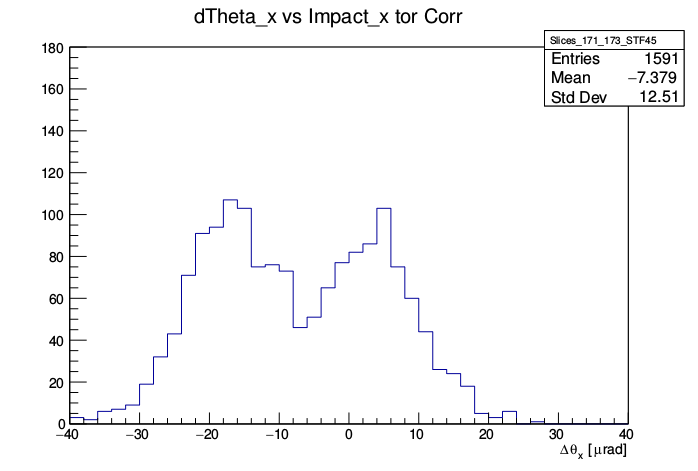 dTheta_x vs Impact_x tor Corr
Slices_171_173_STF45
Entries 1591
Mean −7.379
Std Dev 12.51
180
160
140
120
100
80
60
40
20
0
−40 −30 −20 −10 0 10 20 30 40
Δθx [μrad]